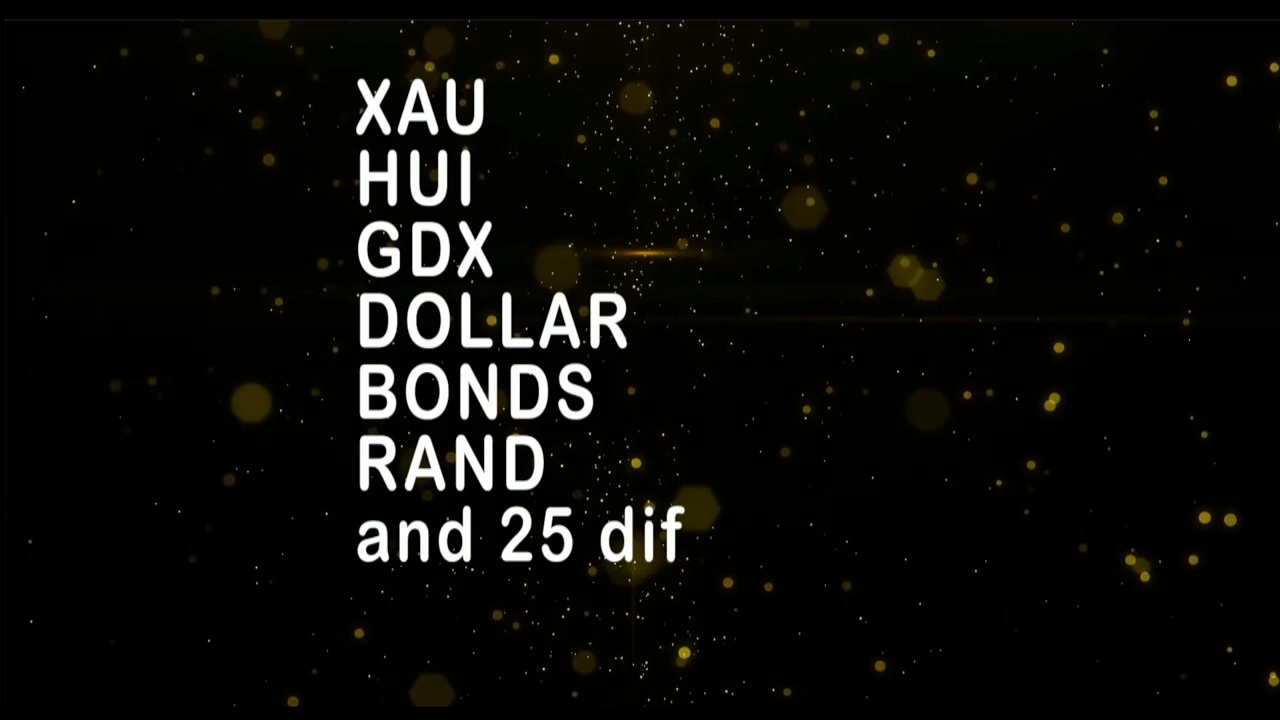 XAU
HUI
GDX
DOLLAR
BONDS
RAND
and 25 dif